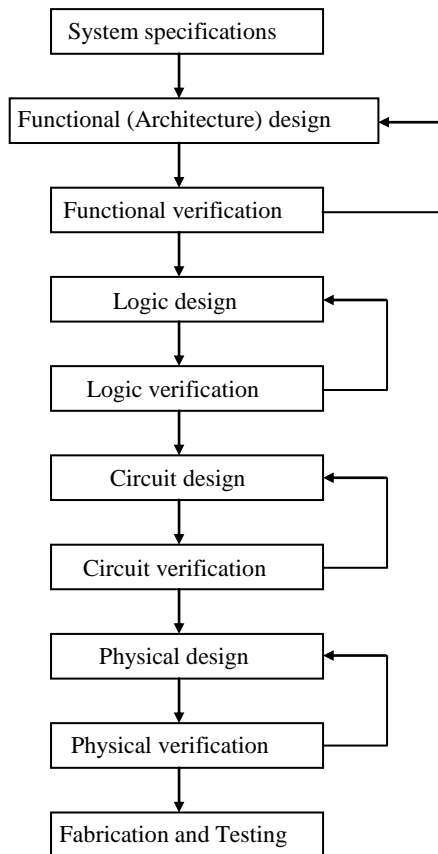 System specifications
Functional (Architecture) design
Functional verification
Logic design
Logic verification
Circuit design
Circuit verification
Physical design
Physical verification
Fabrication and Testing